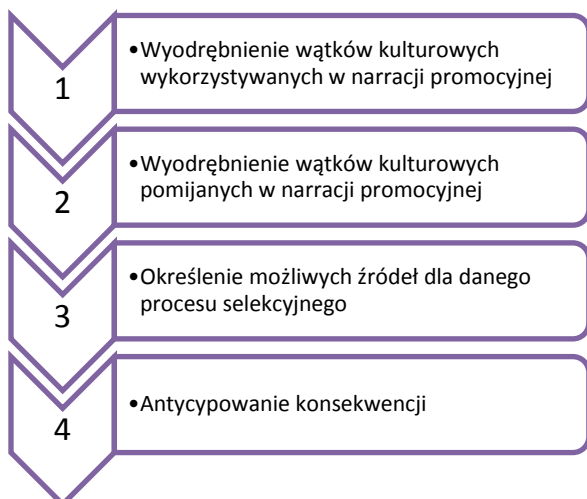 1
•Wyodrębnienie wątków kulturowych
wykorzystywanych w narracji promocyjnej
2
•Wyodrębnienie wątków kulturowych
pomijanych w narracji promocyjnej
3
•Określenie możliwych źródeł dla danego
procesu selekcyjnego
4
•Antycypowanie konsekwencji